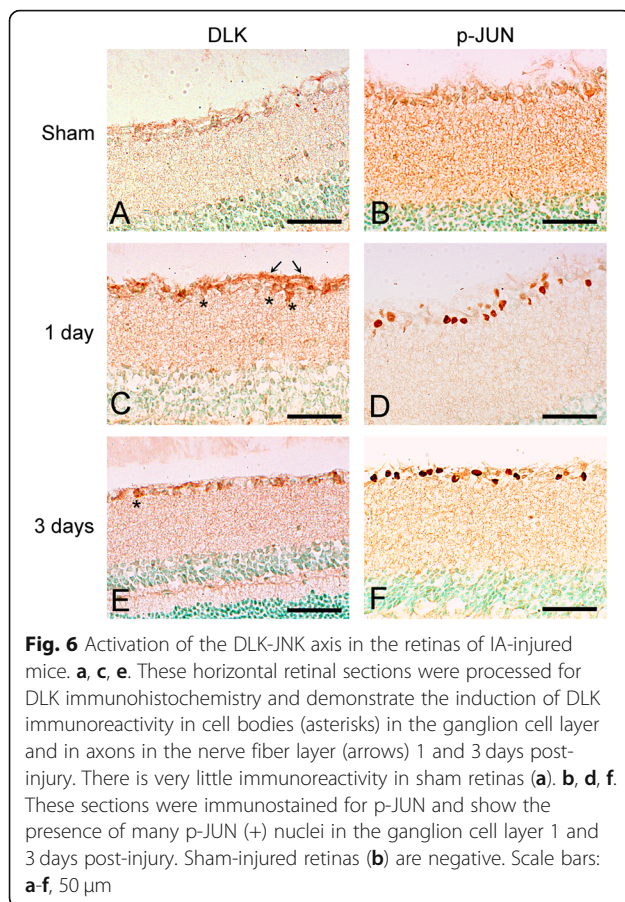 DLK p-JUN
Sham
A B
1 day
C D
3 days
E F
Fig. 6 Activation of the DLK-JNK axis in the retinas of IA-injured
mice. a, c, e. These horizontal retinal sections were processed for
DLK immunohistochemistry and demonstrate the induction of DLK
immunoreactivity in cell bodies (asterisks) in the ganglion cell layer
and in axons in the nerve fiber layer (arrows) 1 and 3 days post-
injury. There is very little immunoreactivity in sham retinas (a). b, d, f.
These sections were immunostained for p-JUN and show the
presence of many p-JUN (+) nuclei in the ganglion cell layer 1 and
3 days post-injury. Sham-injured retinas (b) are negative. Scale bars:
a-f, 50 μm